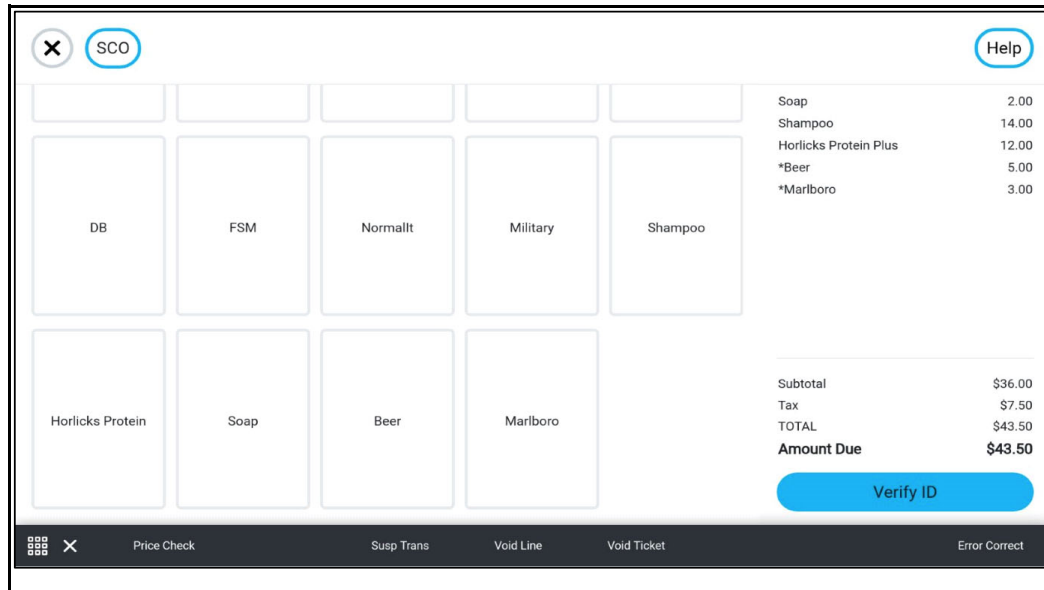 SCO
Help
DB
FSM
Normallt
Military
Shampoo
Horlicks Protein
Soap
Beer
Marlboro
Soap 2.00
Shampoo 14.00
Horlicks Protein Plus 12.00
*Beer 5.00
*Marlboro 3.00
Subtotal $36.00
Tax $7.50
TOTAL $43.50
Amount Due $43.50
Verify ID
Price Check
Susp Trans
Void Line
Void Ticket
Error Correct